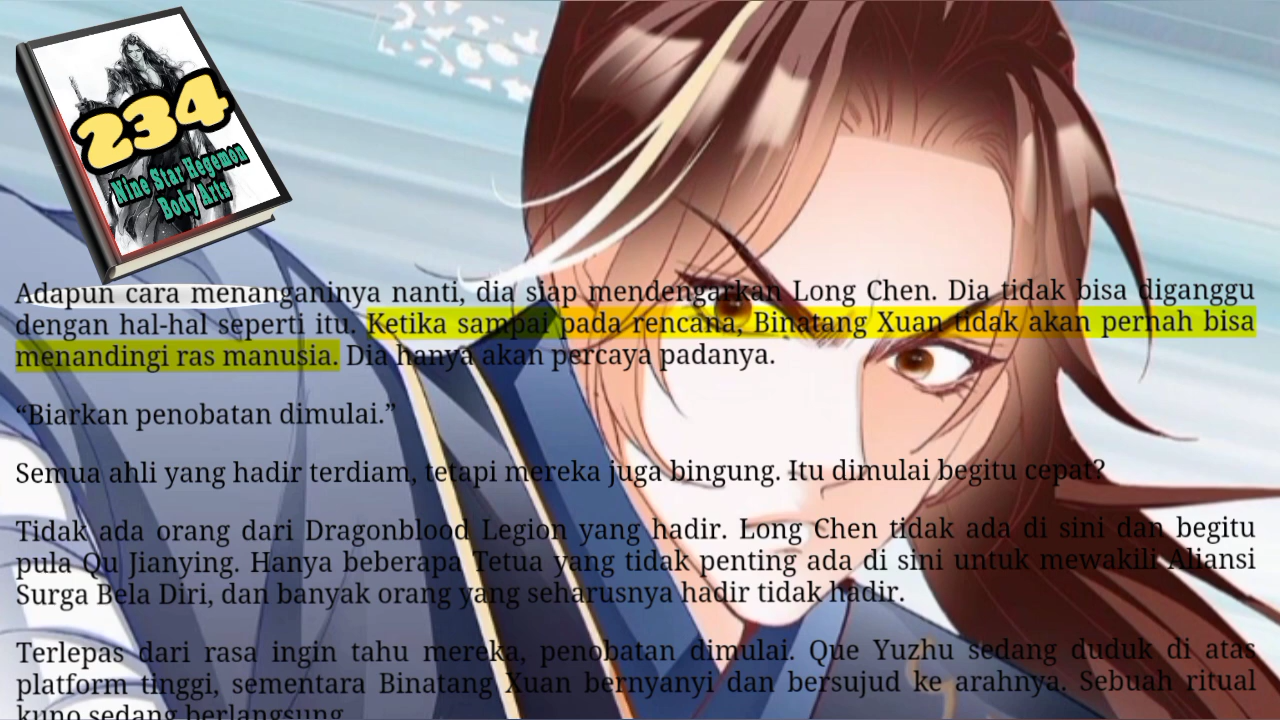 234
Nine Star Hegemon
Body Arts
Adapun cara menanganinya nanti, dia siap mendengarkan Long Chen. Dia tidak bisa diganggu
dengan hal-hal seperti itu. Ketika sampai pada rencana, Binatang Xuan tidak akan pernah bisa
menandingi ras manusia. Dia hanya akan percaya padanya.
“Biarkan penobatan dimulai.”
Semua ahli yang hadir terdiam, tetapi mereka juga bingung. Itu dimulai begitu cepat?
Tidak ada orang dari Dragonblood Legion yang hadir. Long Chen tidak ada di sini dan begitu
pula Qu Jianying. Hanya beberapa Tetua yang tidak penting ada di sini untuk mewakili Aliansi
Surga Bela Diri, dan banyak orang yang seharusnya hadir tidak hadir.
Terlepas dari rasa ingin tahu mereka, penobatan dimulai. Que Yuzhu sedang duduk di atas
platform tinggi, sementara Binatang Xuan bernyanyi dan bersujud ke arahnya. Sebuah ritual
kuno sedang berlangsung.